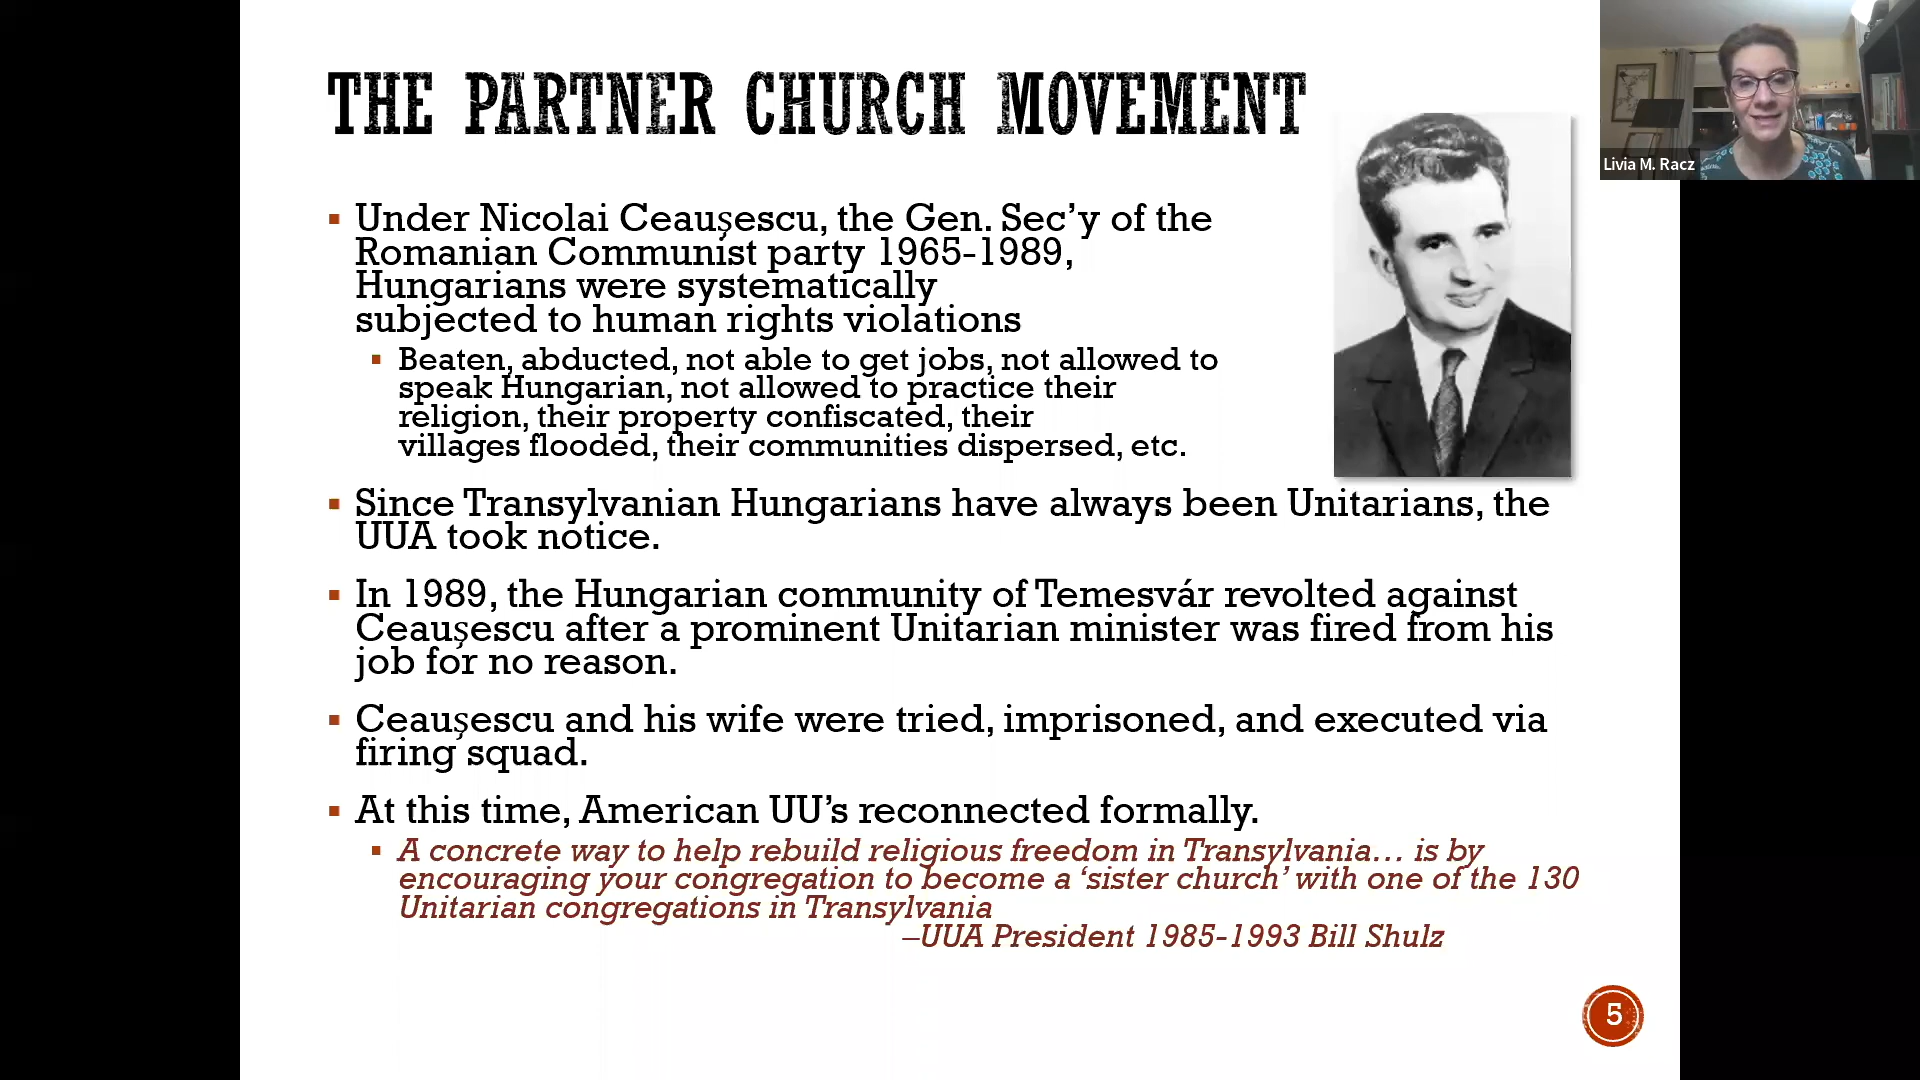 THE PARTNER CHURCH MOVEMENT
Livia M. Racz
Under Nicolai Ceaușescu, the Gen. Sec’y of the
Romanian Communist party 1965-1989,
Hungarians were systematically
subjected to human rights violations
Beaten, abducted, not able to get jobs, not allowed to
speak Hungarian, not allowed to practice their
religion, their property confiscated, their
villages flooded, their communities dispersed, etc.
Since Transylvanian Hungarians have always been Unitarians, the
UUA took notice.
In 1989, the Hungarian community of Temesvár revolted against
Ceaușescu after a prominent Unitarian minister was fired from his
job for no reason.
Ceaușescu and his wife were tried, imprisoned, and executed via
firing squad.
At this time, American UU’s reconnected formally.
A concrete way to help rebuild religious freedom in Transylvania… is by
encouraging your congregation to become a ‘sister church’ with one of the 130
Unitarian congregations in Transylvania
–UUA President 1985-1993 Bill Shulz
5